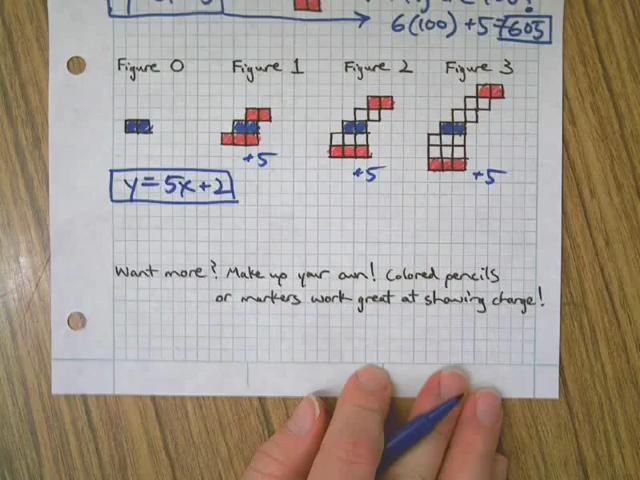 6(100) + 5 = 605
Figure 0 Figure 1 Figure 2 Figure 3
+5 +5 +5
y = 5x + 2
Want more? Make up your own! Colored pencils
or markers work great at showing change!